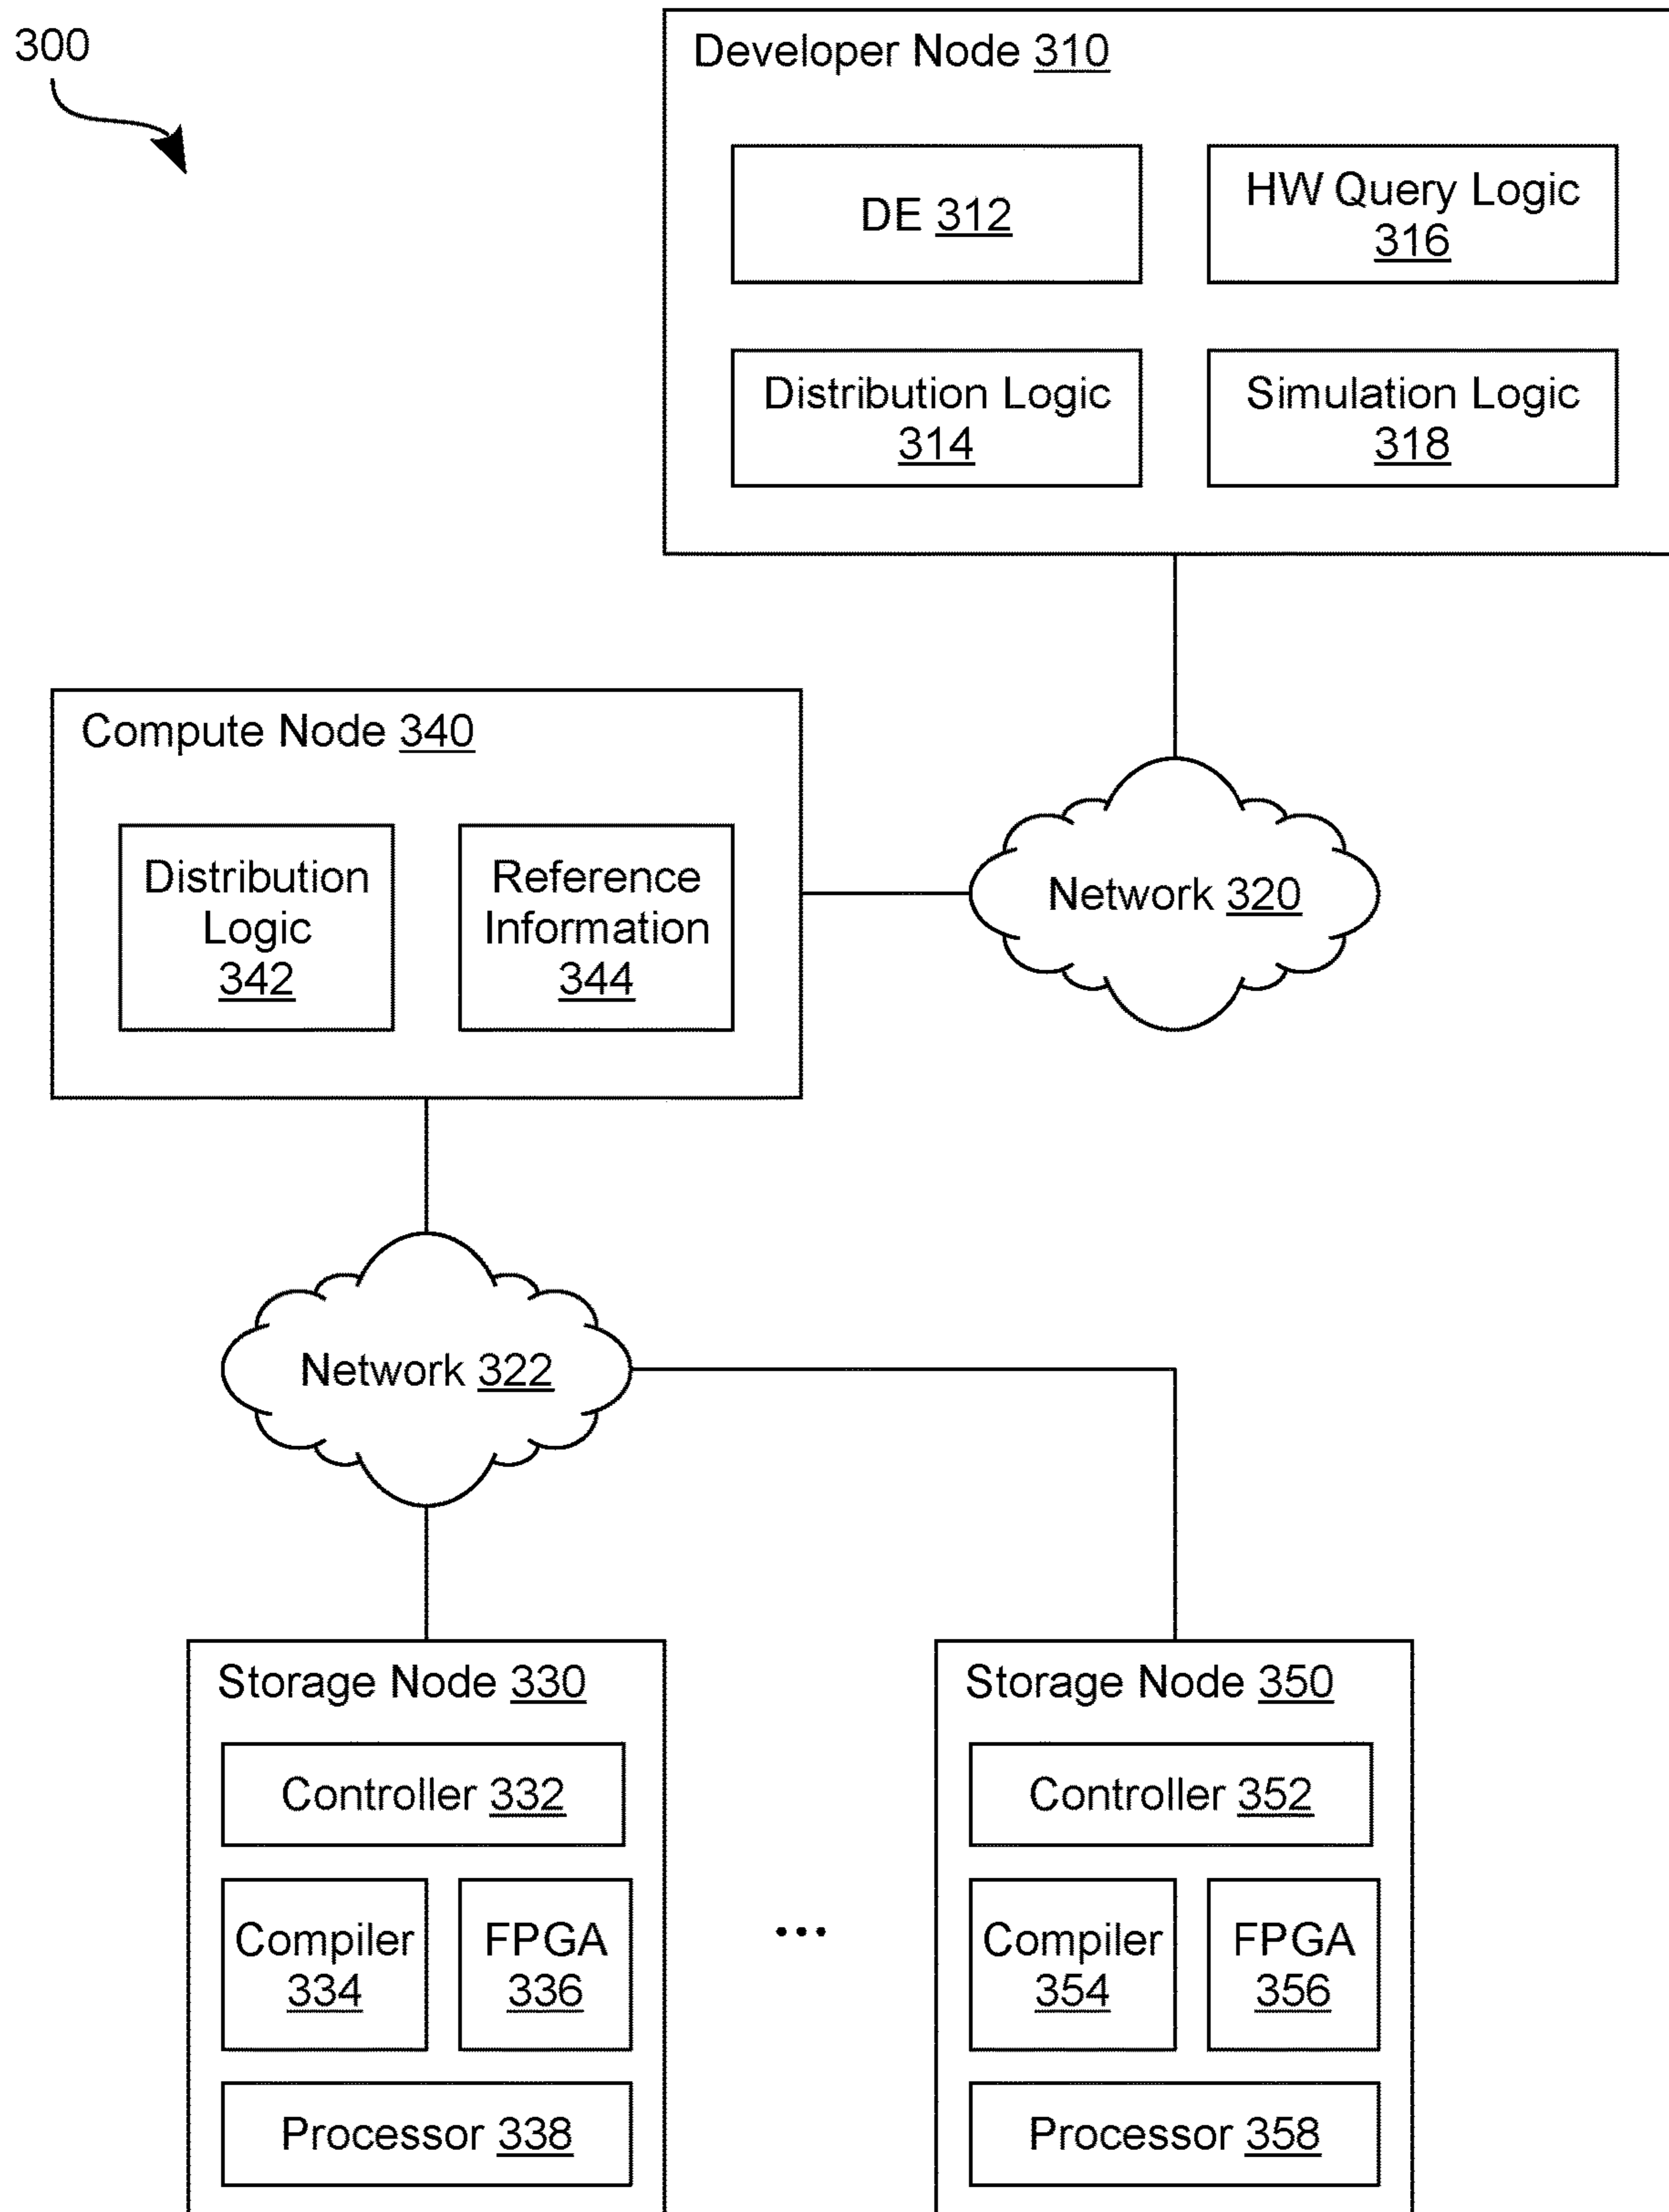 300
Developer Node 310
DE 312
HW Query Logic
316
Distribution Logic
314
Simulation Logic
318
Compute Node 340
Distribution
Logic
342
Reference
Information
344
Network 320
Network 322
Storage Node 330
Controller 332
Compiler
334
FPGA
336
Processor 338
...
Storage Node 350
Controller 352
Compiler
354
FPGA
356
Processor 358